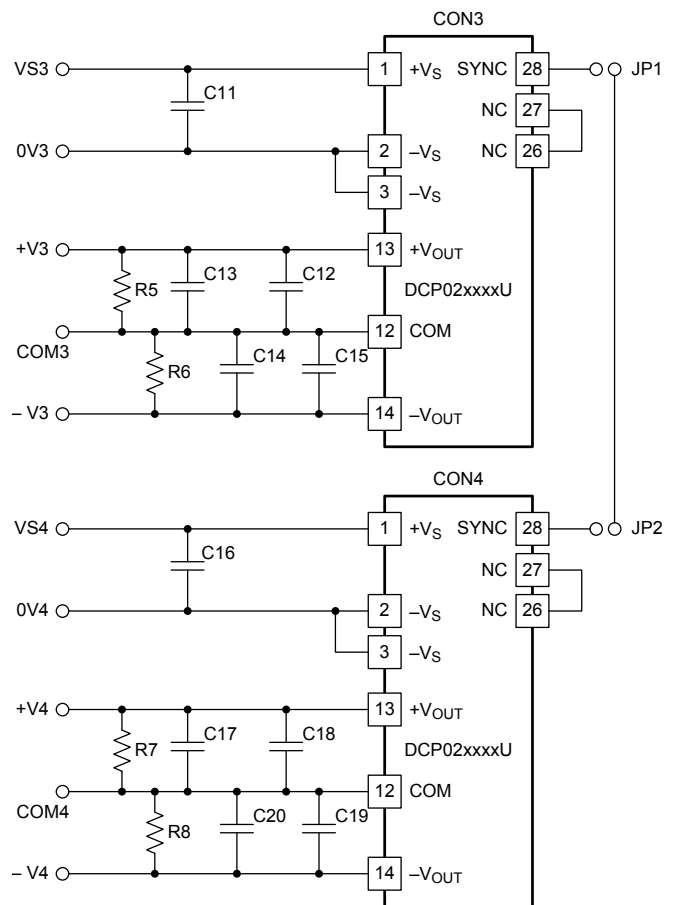 CON3
VS3
1
+VS
SYNC
28
JP1
C11
NC
27
0V3
2
–VS
NC
26
3
–VS
+V3
13
+VOUT
C13
C12
R5
DCP02xxxxU
COM3
12
COM
R6
C14
C15
– V3
14
–VOUT
CON4
VS4
1
+VS
SYNC
28
JP2
C16
NC
27
0V4
2
–VS
NC
26
3
–VS
+V4
13
+VOUT
C17
C18
R7
DCP02xxxxU
COM4
12
COM
R8
C20
C19
– V4
14
–VOUT